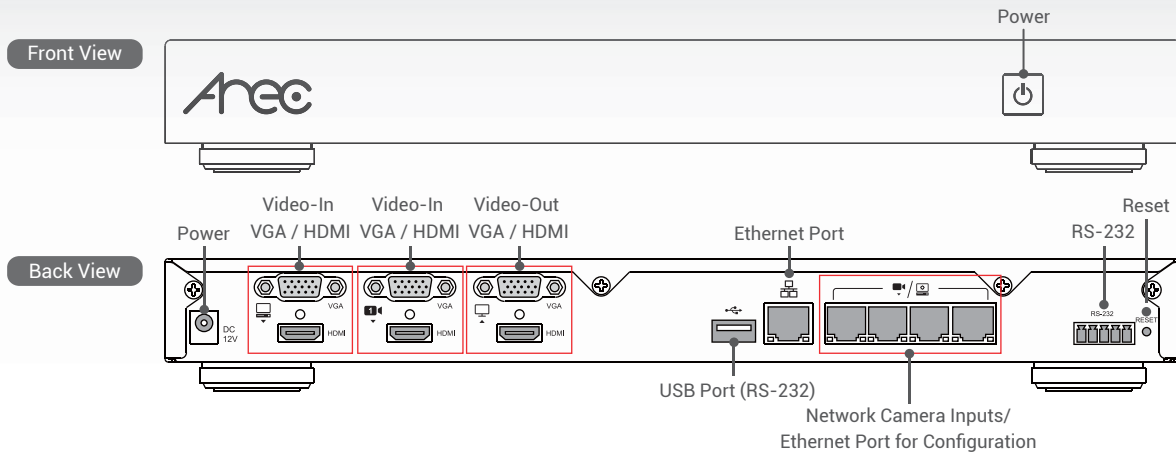 Power
Front View
Arec
Video-In
VGA / HDMI
Video-In
VGA / HDMI
Video-Out
VGA / HDMI
Reset
Power
Ethernet Port
RS-232
Back View
VGA
VGA
VGA
DC
12V
HDMI
1
HDMI
HDMI
RS-232
RESET
USB Port (RS-232)
Network Camera Inputs/
Ethernet Port for Configuration